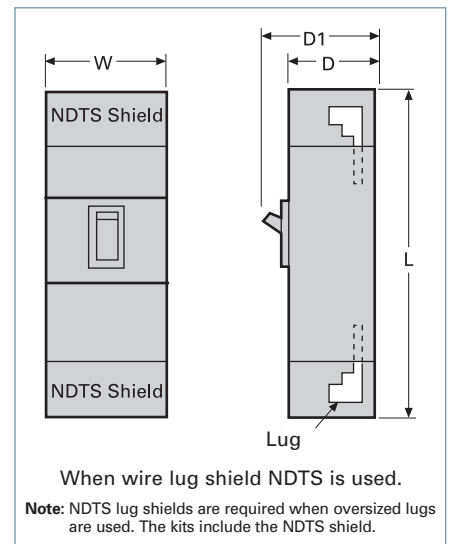 D1
W
D
NDTS Shield
L
NDTS Shield
Lug
When wire lug shield NDTS is used.
Note: NDTS lug shields are required when oversized lugs
are used. The kits include the NDTS shield.